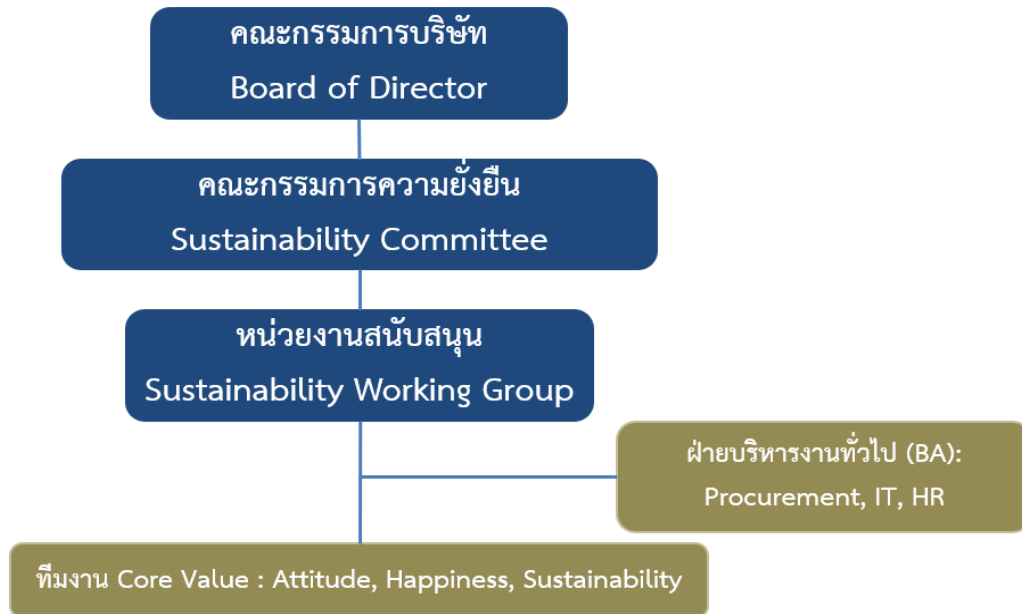 คณะกรรมการบริษัท
Board of Director
คณะกรรมการความยั่งยืน
Sustainability Committee
หน่วยงานสนับสนุน
Sustainability Working Group
ฝ่ายบริหารงานทั่วไป (BA):
Procurement, IT, HR
ทีมงาน Core Value : Attitude, Happiness, Sustainability